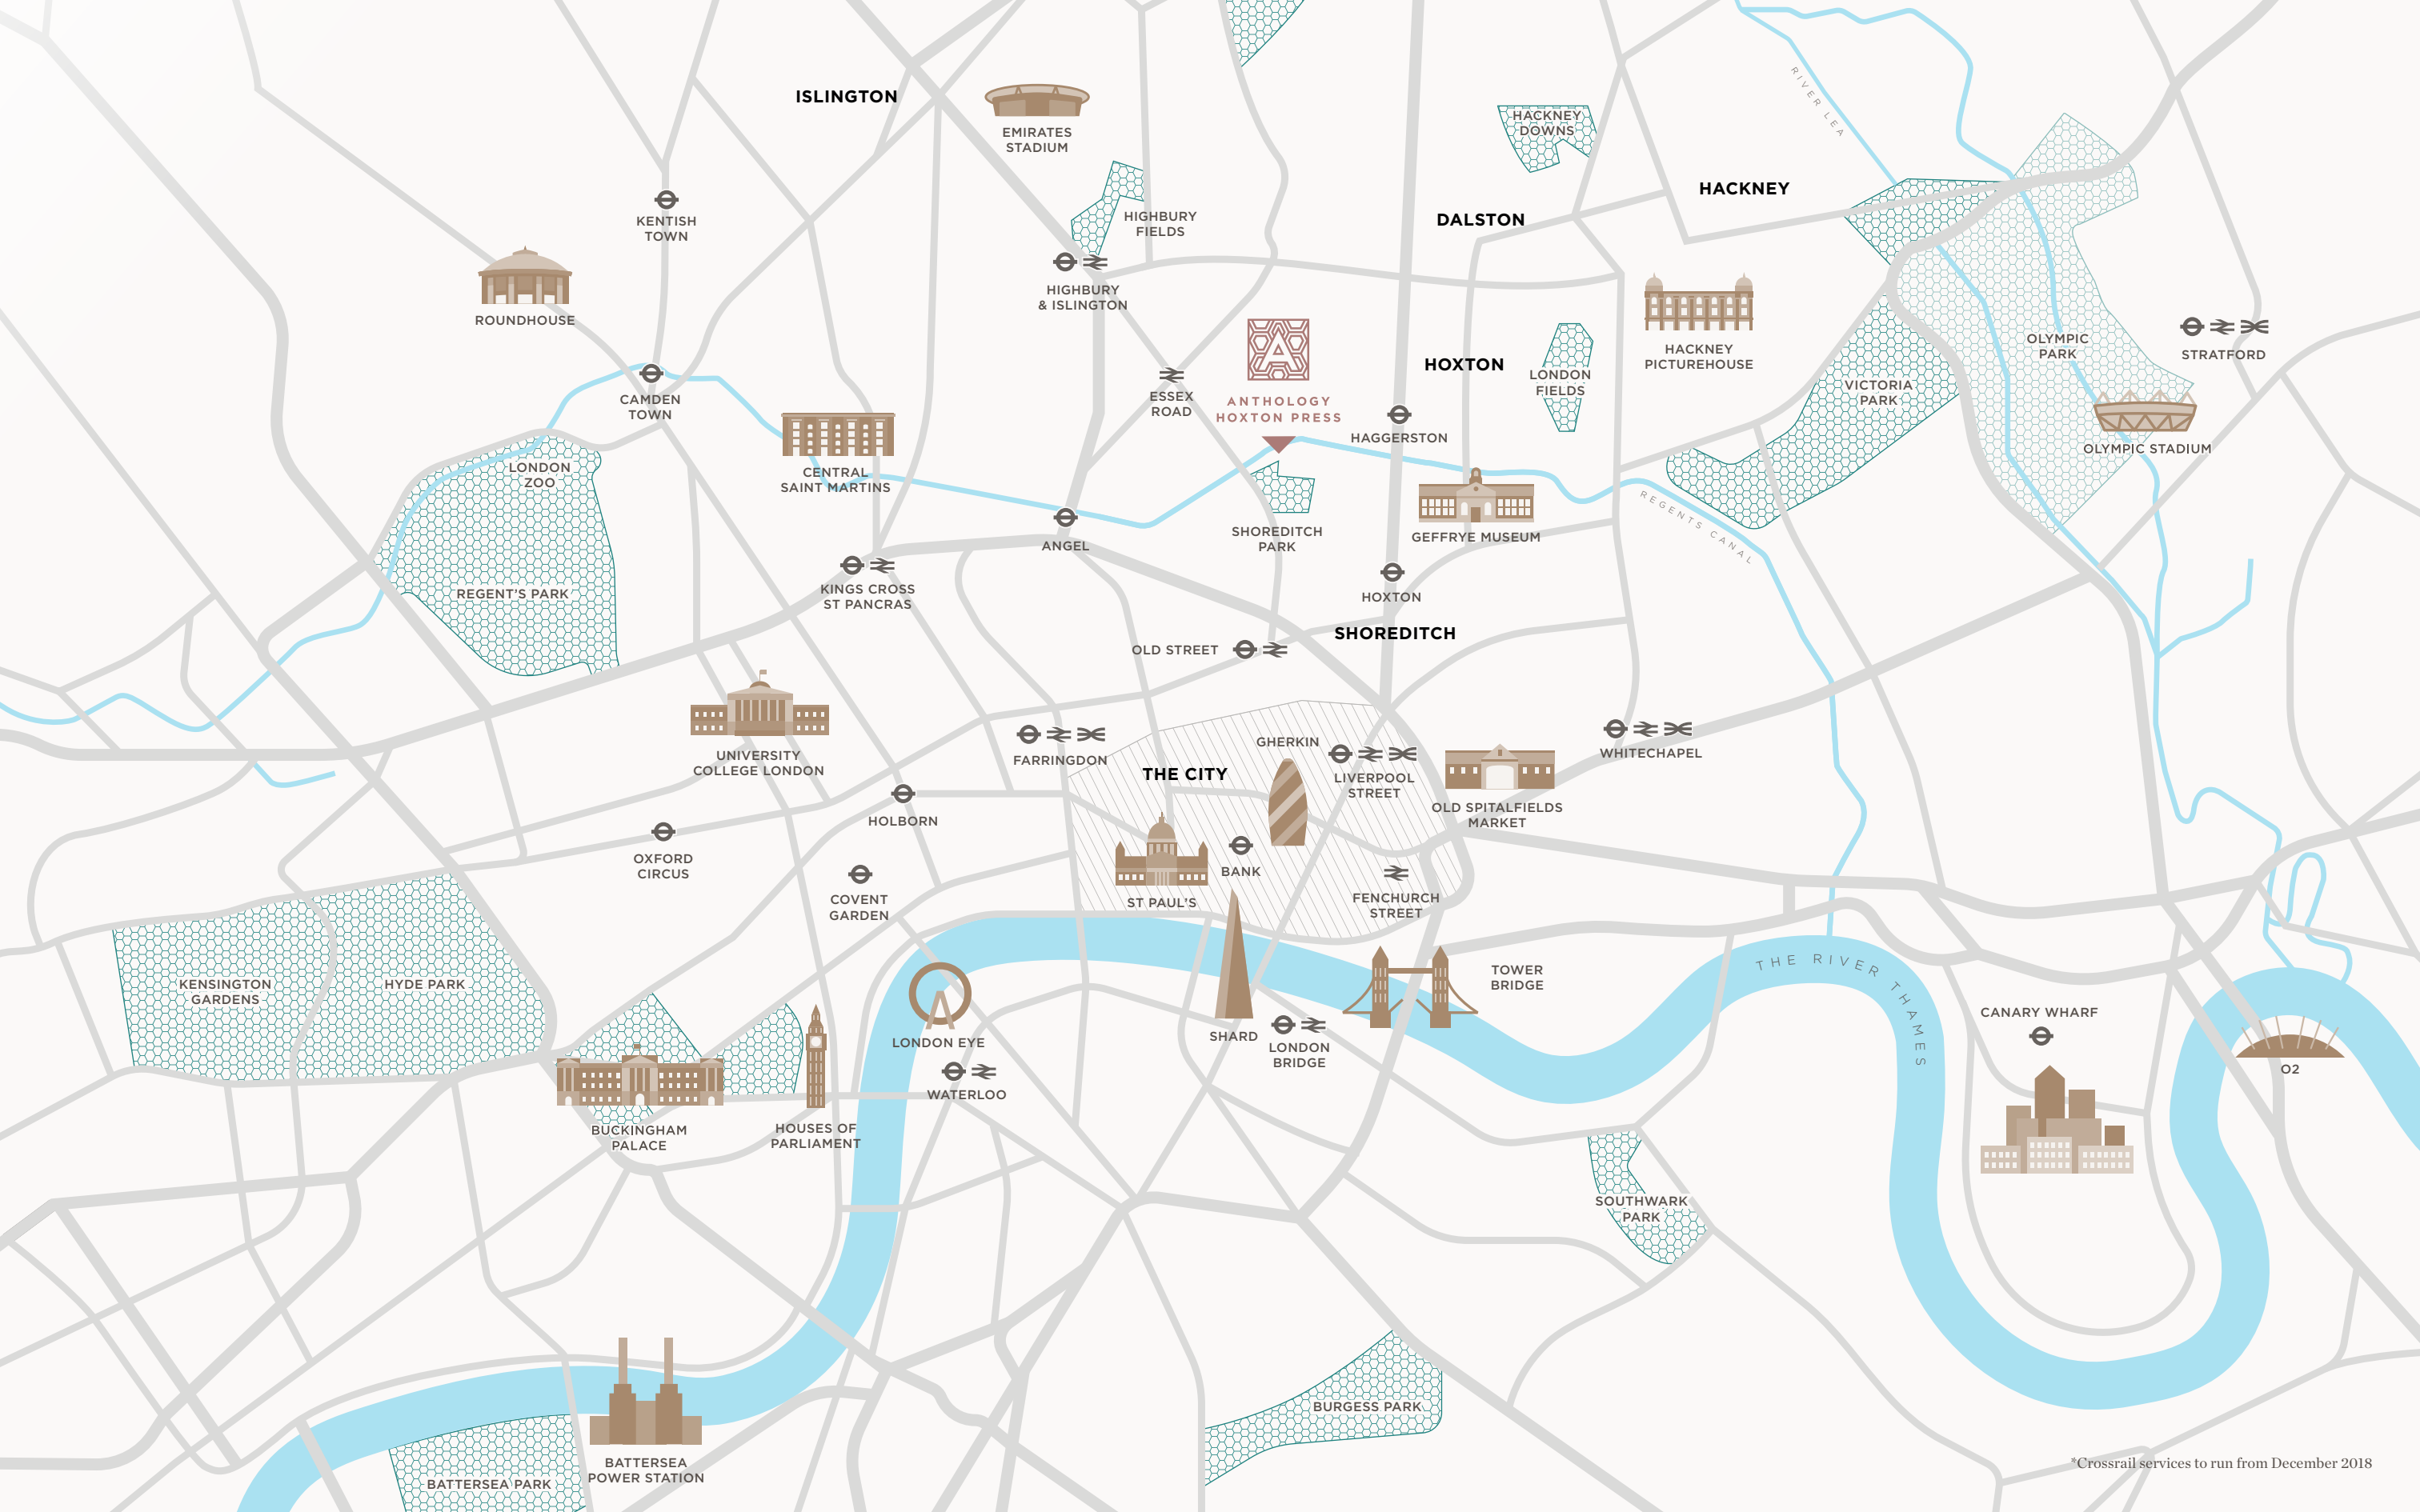 ISLINGTON
EMIRATES
STADIUM
HACKNEY
DOWNS
RIVER LEA
HACKNEY
DALSTON
KENTISH
TOWN
HIGHBURY
FIELDS
HIGHBURY
& ISLINGTON
ROUNDHOUSE
HACKNEY
PICTUREHOUSE
OLYMPIC
PARK
STRATFORD
HOXTON
LONDON
FIELDS
VICTORIA
PARK
CAMDEN
TOWN
ESSEX
ROAD
A
ANTHOLOGY
HOXTON PRESS
HAGGERSTON
OLYMPIC STADIUM
LONDON
ZOO
CENTRAL
SAINT MARTINS
REGENTS CANAL
ANGEL
SHOREDITCH
PARK
GEFFRYE MUSEUM
REGENT'S PARK
KINGS CROSS
ST PANCRAS
HOXTON
SHOREDITCH
OLD STREET
UNIVERSITY
COLLEGE LONDON
FARRINGDON
THE CITY
GHERKIN
LIVERPOOL
STREET
WHITECHAPEL
OLD SPITALFIELDS
MARKET
HOLBORN
OXFORD
CIRCUS
BANK
COVENT
GARDEN
ST PAUL'S
FENCHURCH
STREET
KENSINGTON
GARDENS
HYDE PARK
TOWER
BRIDGE
THE RIVER THAMES
CANARY WHARF
LONDON EYE
SHARD
LONDON
BRIDGE
O2
WATERLOO
BUCKINGHAM
PALACE
HOUSES OF
PARLIAMENT
SOUTHWARK
PARK
BURGESS PARK
BATTERSEA
POWER STATION
BATTERSEA PARK
*Crossrail services to run from December 2018